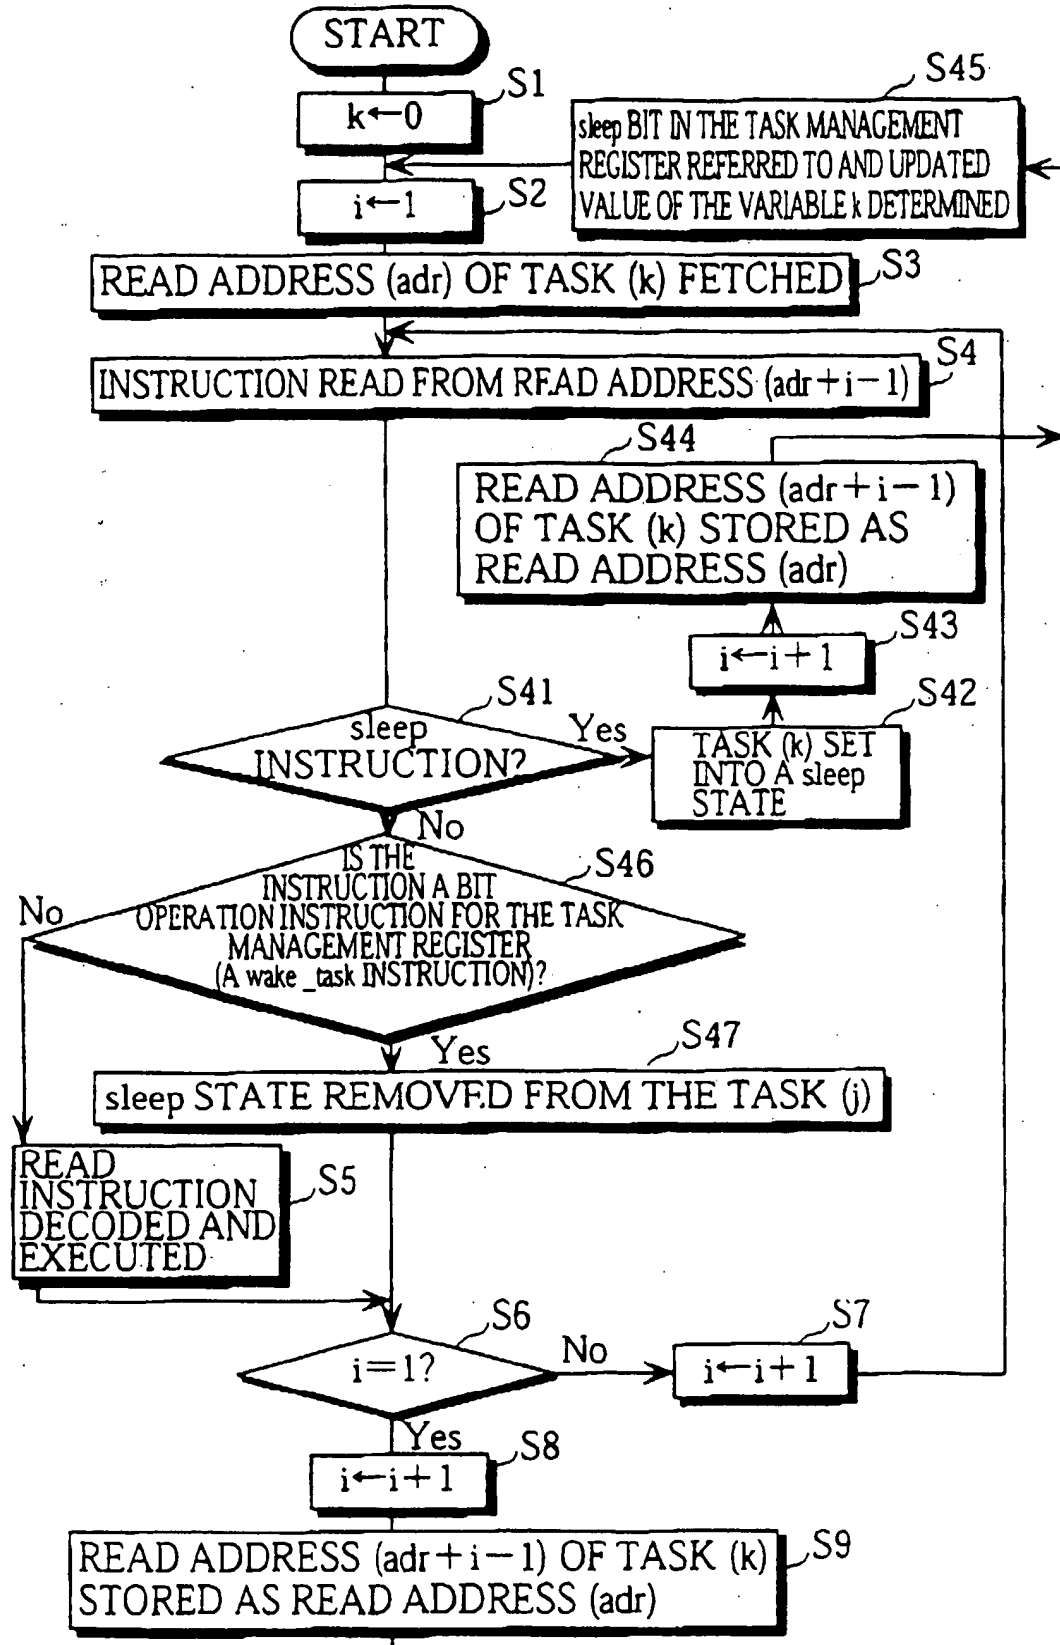 START
S1
k←0
S45
sleep BIT IN THE TASK MANAGEMENT
REGISTER REFERRED TO AND UPDATED
VALUE OF THE VARIABLE k DETERMINED
S2
i←1
S3
READ ADDRESS (adr) OF TASK (k) FETCHED
S4
INSTRUCTION READ FROM READ ADDRESS (adr+i−1)
S44
READ ADDRESS (adr+i−1)
OF TASK (k) STORED AS
READ ADDRESS (adr)
S43
i←i+1
S41
sleep
INSTRUCTION?
Yes
S42
TASK (k) SET
INTO A sleep
STATE
No
S46
IS THE
INSTRUCTION A BIT
OPERATION INSTRUCTION FOR THE TASK
MANAGEMENT REGISTER
(A wake_task INSTRUCTION)?
No
Yes
S47
sleep STATE REMOVED FROM THE TASK (j)
S5
READ
INSTRUCTION
DECODED AND
EXECUTED
S6
i=1?
No
S7
i←i+1
Yes
S8
i←i+1
S9
READ ADDRESS (adr+i−1) OF TASK (k)
STORED AS READ ADDRESS (adr)